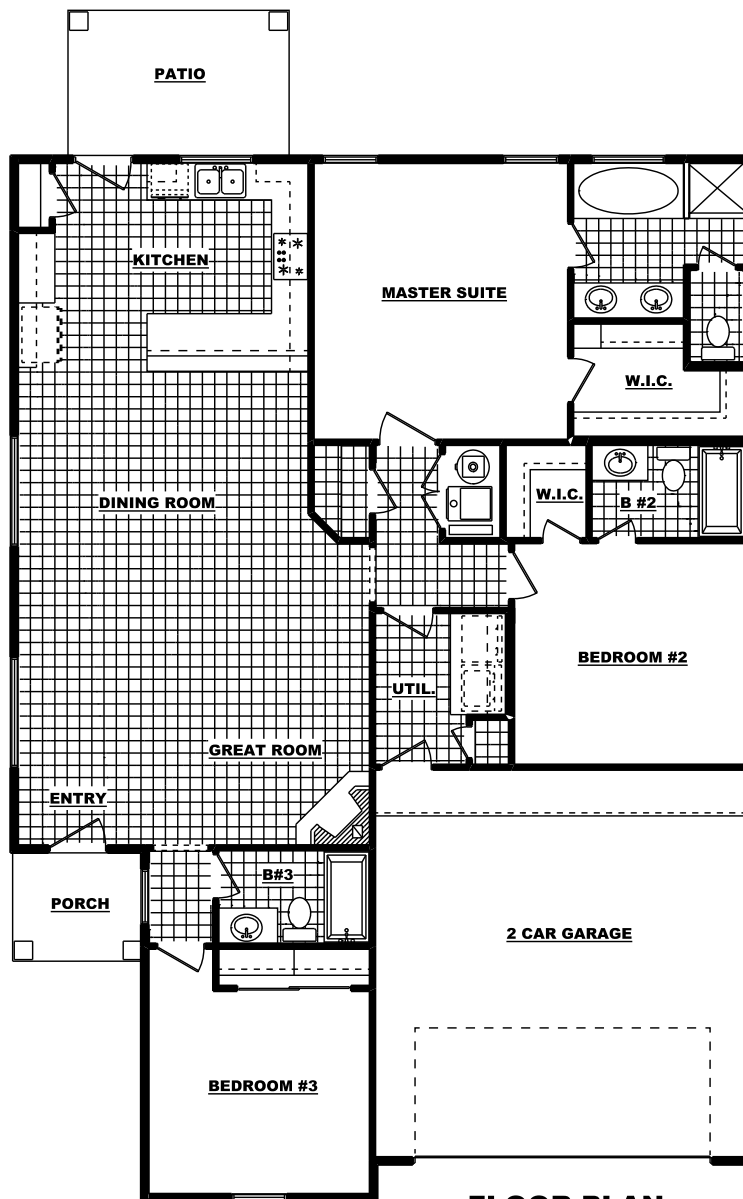 PATIO
KITCHEN
MASTER SUITE
W.I.C.
DINING ROOM
W.I.C.
B #2
BEDROOM #2
UTIL.
GREAT ROOM
ENTRY
B#3
PORCH
2 CAR GARAGE
BEDROOM #3
FLOOR PLAN